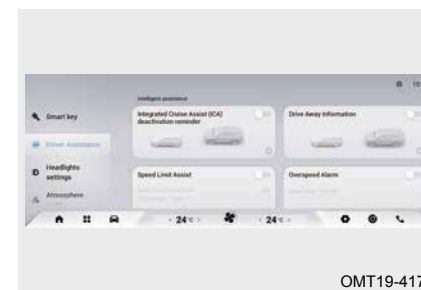 Intelligent assistance
Smart key
Integrated Cruise Assist (ICA)
deactivation reminder
Drive Away Information
Driver Assistance
Headlights
settings
Speed Limit Assist
Overspeed Alarm
Atmosphere
< 24°c >
< 24°c >
OMT19-417